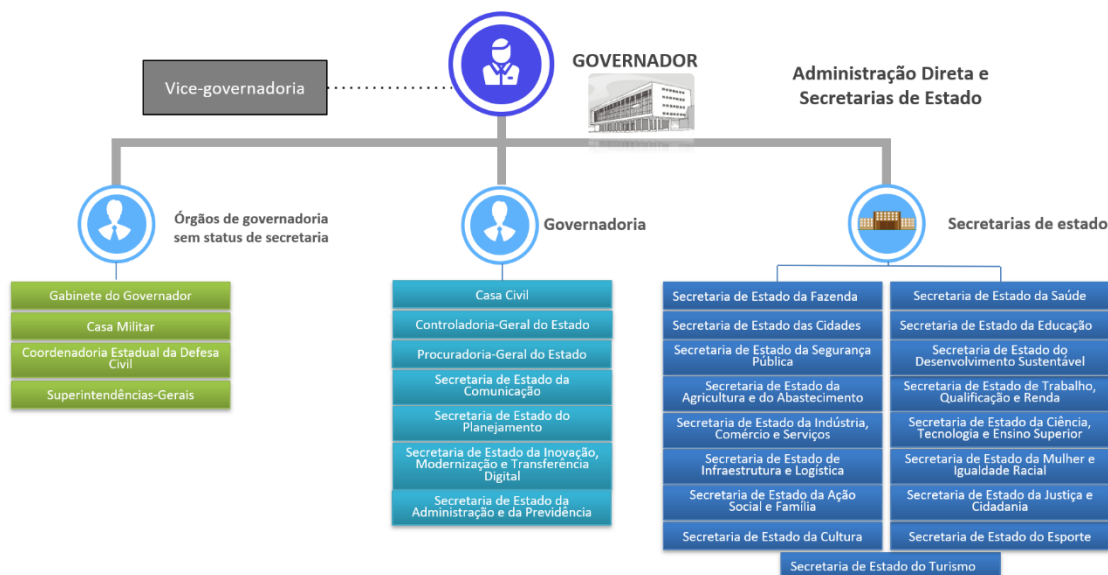 GOVERNADOR
Vice-governadoria
Administração Direta e
Secretarias de Estado
Órgãos de governadoria
sem status de secretaria
Governadoria
Secretarias de estado
Gabinete do Governador
Casa Militar
Coordenadoria Estadual da Defesa
Civil
Superintendências-Gerais
Casa Civil
Controladoria-Geral do Estado
Procuradoria-Geral do Estado
Secretaria de Estado da
Comunicação
Secretaria de Estado do
Planejamento
Secretaria de Estado da Inovação,
Modernização e Transferência
Digital
Secretaria de Estado da
Administração e da Previdência
Secretaria de Estado da Fazenda
Secretaria de Estado das Cidades
Secretaria de Estado da Segurança
Pública
Secretaria de Estado da
Agricultura e do Abastecimento
Secretaria de Estado da Indústria,
Comércio e Serviços
Secretaria de Estado de
Infraestrutura e Logística
Secretaria de Estado da Ação
Social e Família
Secretaria de Estado da Cultura
Secretaria de Estado da Saúde
Secretaria de Estado da Educação
Secretaria de Estado do
Desenvolvimento Sustentável
Secretaria de Estado de Trabalho,
Qualificação e Renda
Secretaria de Estado da Ciência,
Tecnologia e Ensino Superior
Secretaria de Estado da Mulher e
Igualdade Racial
Secretaria de Estado da Justiça e
Cidadania
Secretaria de Estado do Esporte
Secretaria de Estado do Turismo